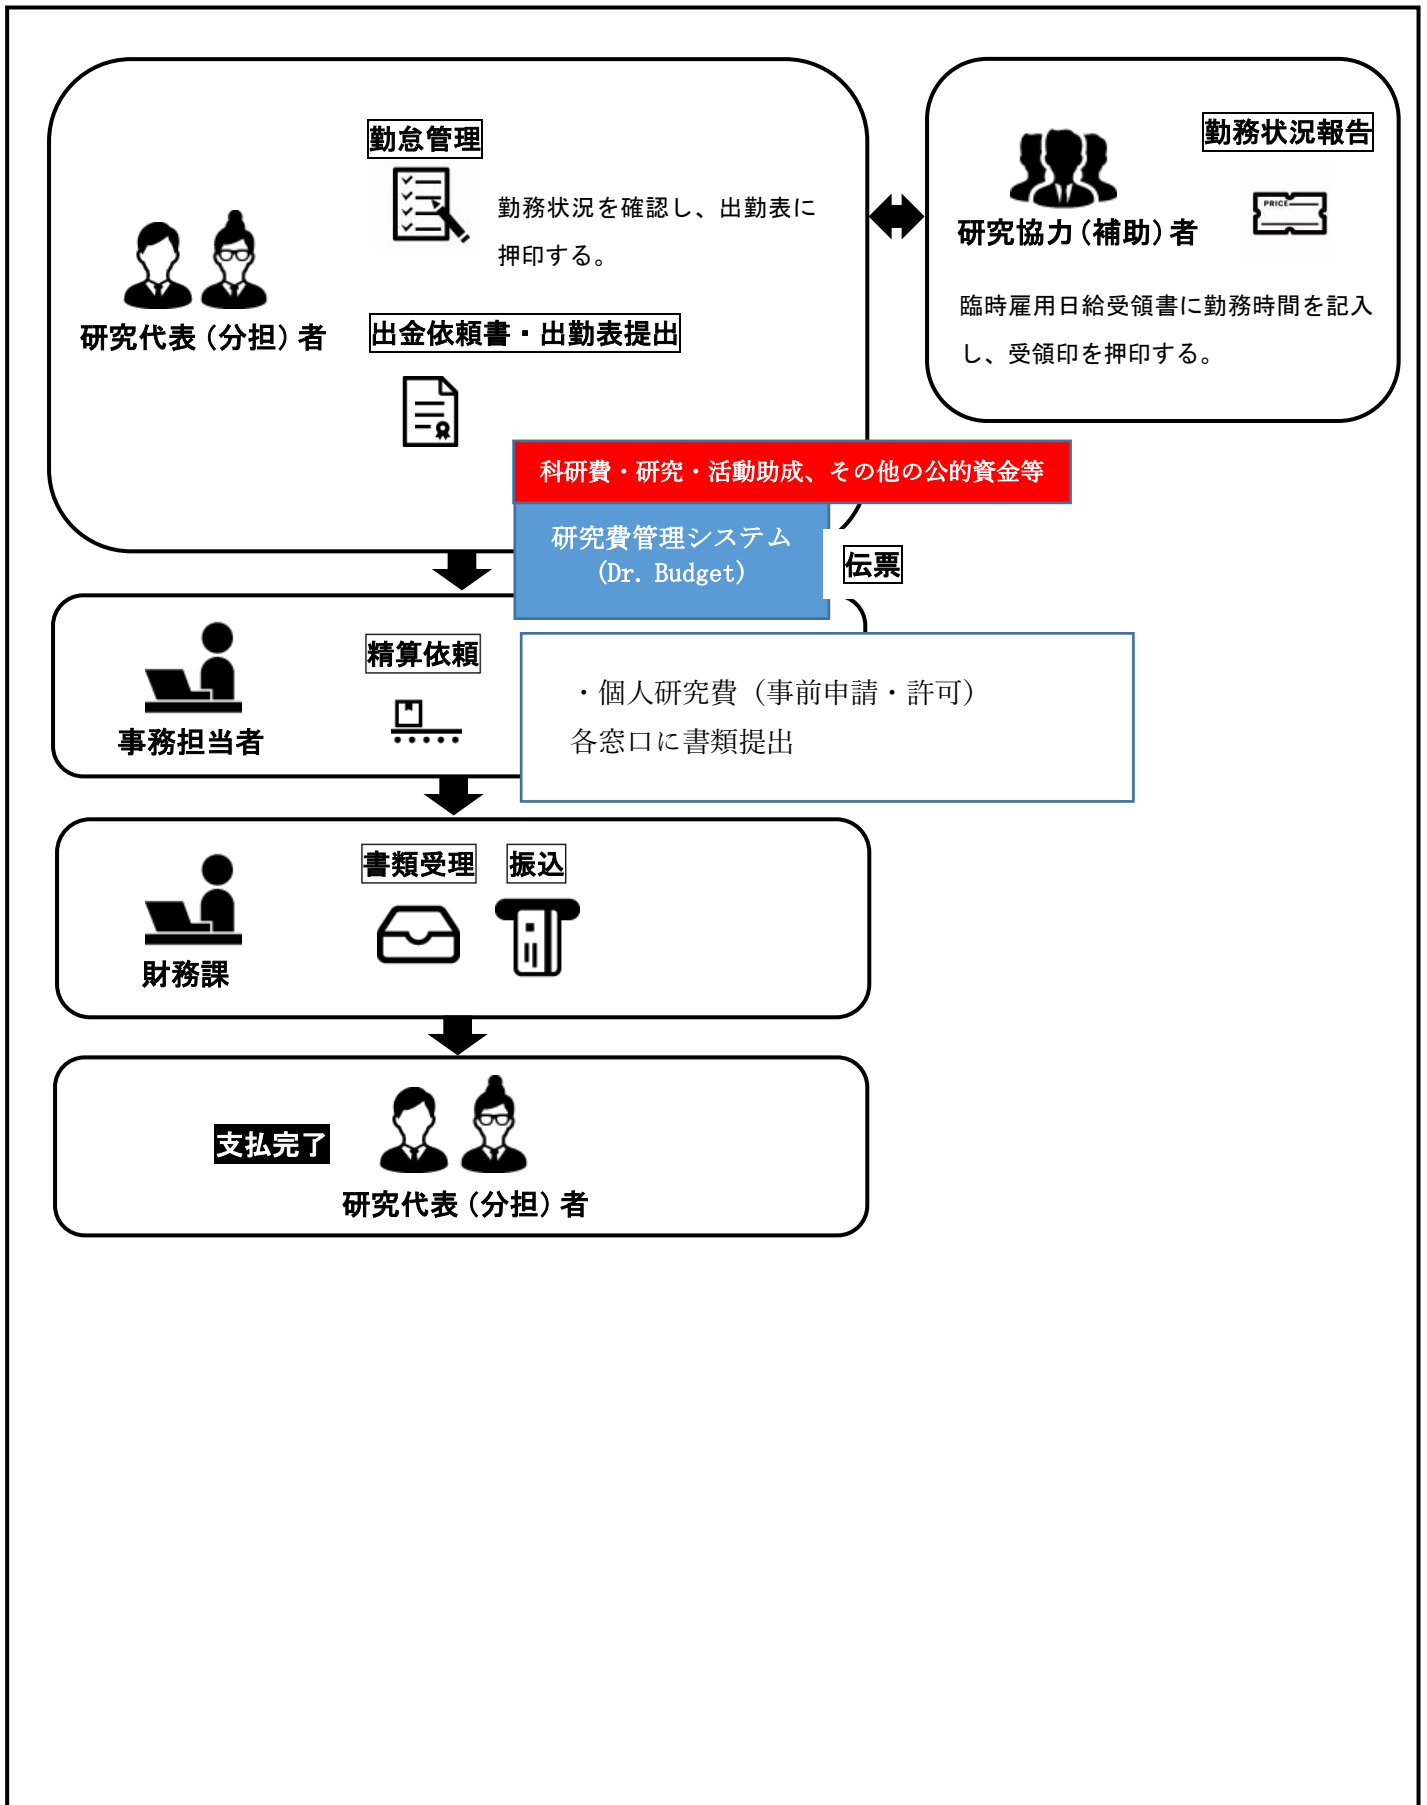 勤怠管理
勤務状況を確認し、出勤表に
押印する。
研究代表（分担）者
出金依頼書・出勤表提出
勤務状況報告
PRICE
研究協力（補助）者
臨時雇用日給受領書に勤務時間を記入
し、受領印を押印する。
科研費・研究・活動助成、その他の公的資金等
研究費管理システム
(Dr. Budget)
伝票
精算依頼
事務担当者
・個人研究費（事前申請・許可）
各窓口に書類提出
書類受理
振込
財務課
支払完了
研究代表（分担）者